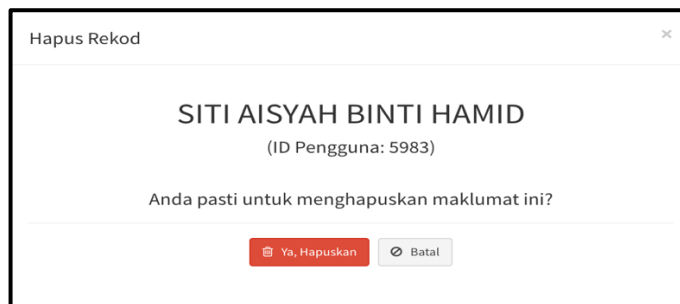 Hapus Rekod
×
SITI AISYAH BINTI HAMID
(ID Pengguna: 5983)
Anda pasti untuk menghapuskan maklumat ini?
Ya, Hapuskan
Batal